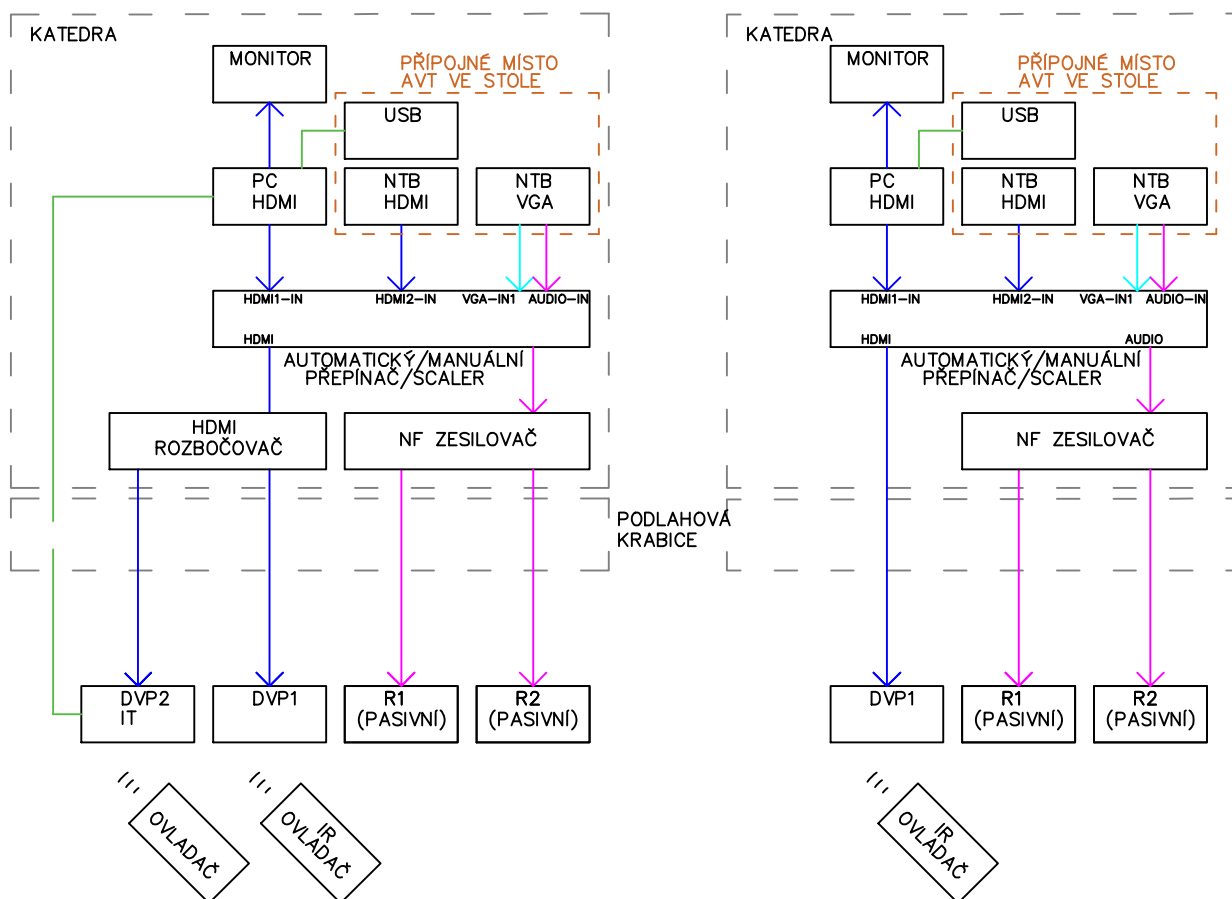 KATEDRA
MONITOR
PŘÍPOJNÉ MÍSTO
AVT VE STOLE
USB
PC
HDMI
NTB
HDMI
NTB
VGA
HDMI1-IN
HDMI2-IN
VGA-IN1
AUDIO-IN
HDMI
AUTOMATICKÝ/MANUÁLNÍ
PŘEPÍNAČ/SCALER
HDMI
ROZBOČOVAČ
NF ZESILOVAČ
PODLAHOVÁ
KRABICE
DVP2
IT
DVP1
R1
(PASIVNÍ)
R2
(PASIVNÍ)
OVLADAČ
IR
OVLADAČ
KATEDRA
MONITOR
PŘÍPOJNÉ MÍSTO
AVT VE STOLE
USB
PC
HDMI
NTB
HDMI
NTB
VGA
HDMI1-IN
HDMI2-IN
VGA-IN1
AUDIO-IN
HDMI
AUDIO
AUTOMATICKÝ/MANUÁLNÍ
PŘEPÍNAČ/SCALER
NF ZESILOVAČ
DVP1
R1
(PASIVNÍ)
R2
(PASIVNÍ)
IR
OVLADAČ